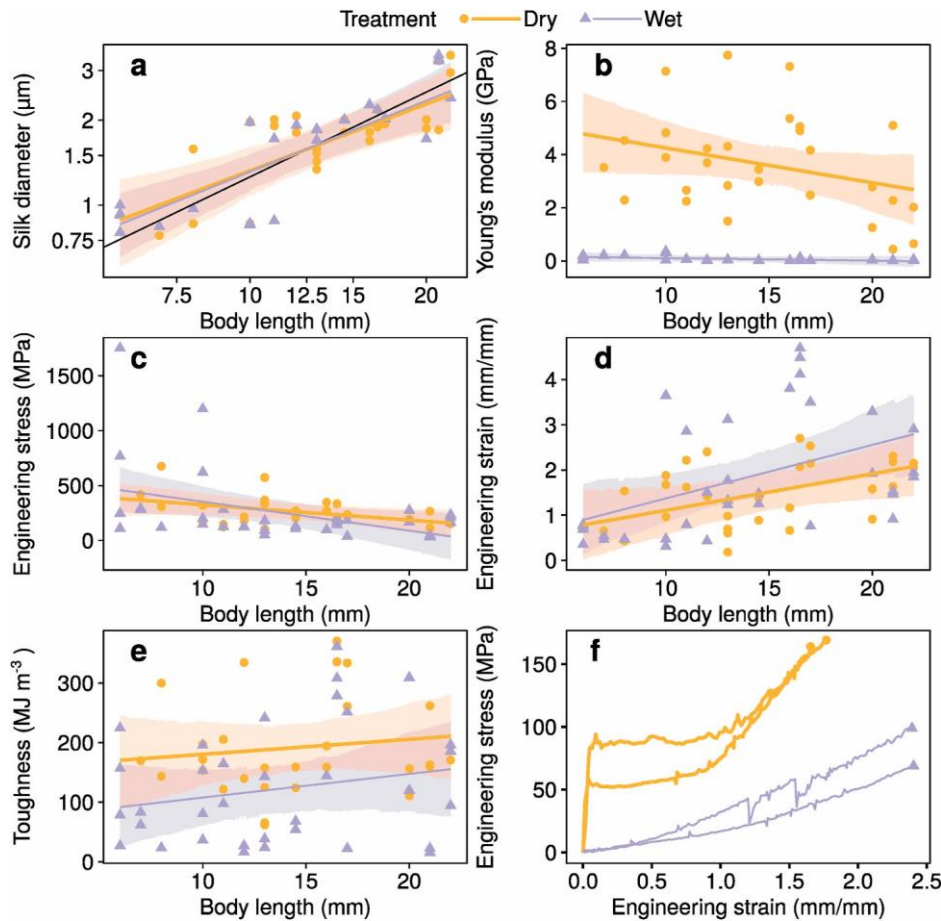 Treatment Dry Wet
a
Silk diameter (µm)
3
2
1.5
1
0.75
7.5 10 12.5 15 20
Body length (mm)
b
Young's modulus (GPa)
8
6
4
2
0
10 15 20
Body length (mm)
c
Engineering stress (MPa)
1500
1000
500
0
10 15 20
Body length (mm)
d
Engineering strain (mm/mm)
4
3
2
1
0
10 15 20
Body length (mm)
e
Toughness (MJ m⁻³)
300
200
100
0
10 15 20
Body length (mm)
f
Engineering stress (MPa)
150
100
50
0
0.0 0.5 1.0 1.5 2.0 2.5
Engineering strain (mm/mm)